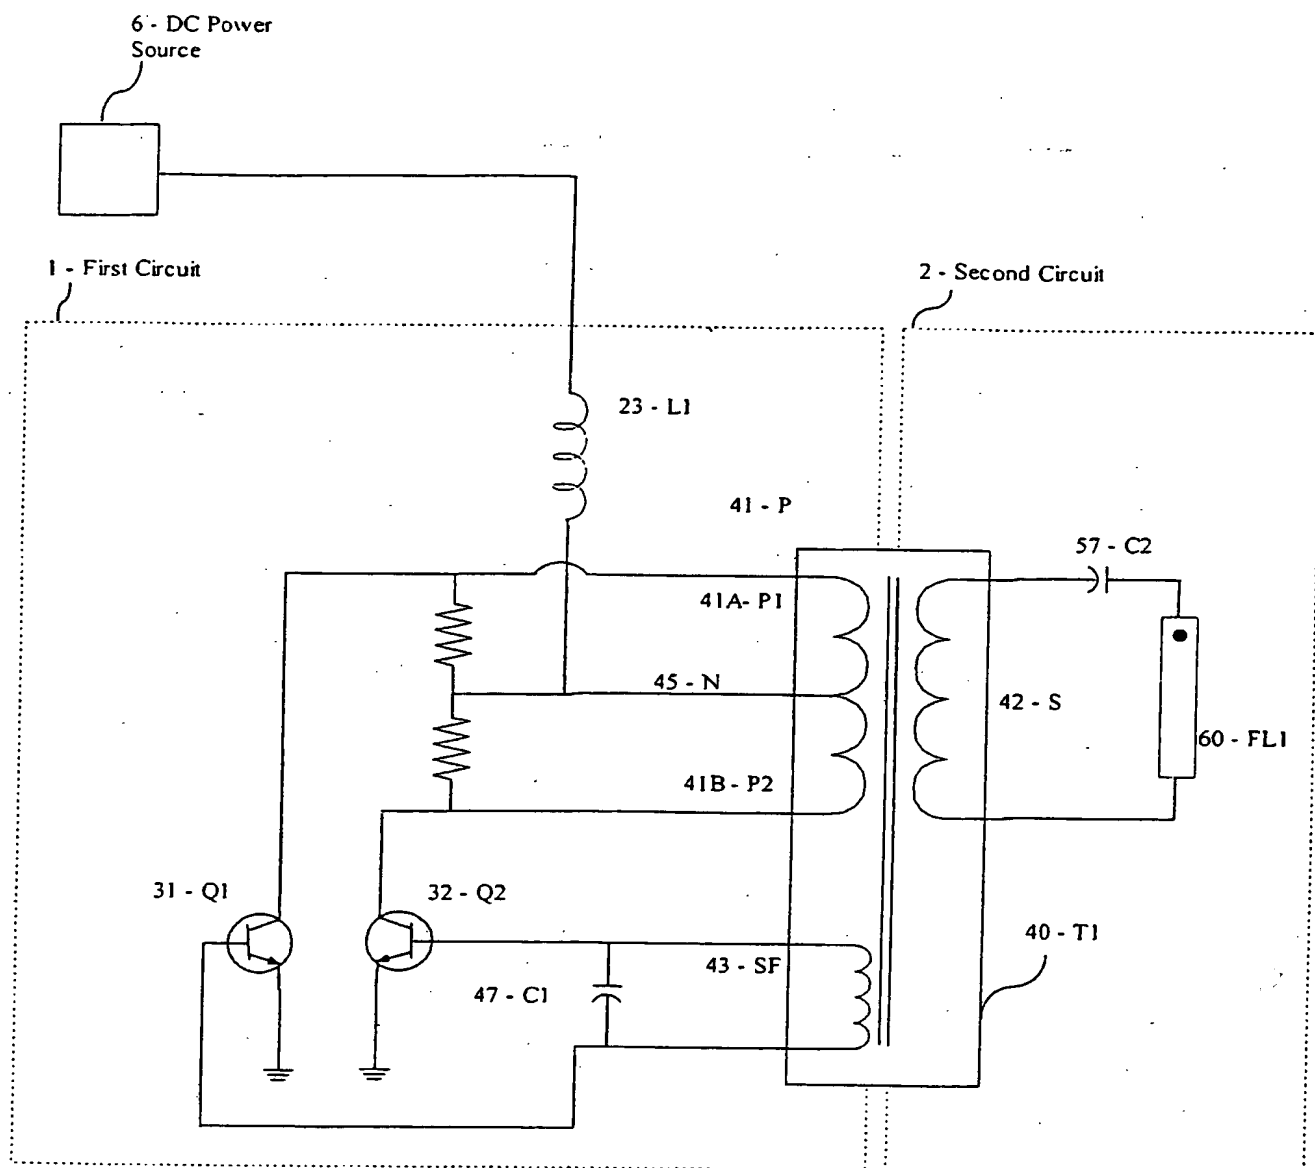 6 - DC Power
Source
1 - First Circuit
2 - Second Circuit
23 - L1
41 - P
57 - C2
41A- P1
45 - N
42 - S
60 - FL1
41B - P2
31 - Q1
32 - Q2
43 - SF
40 - T1
47 - C1